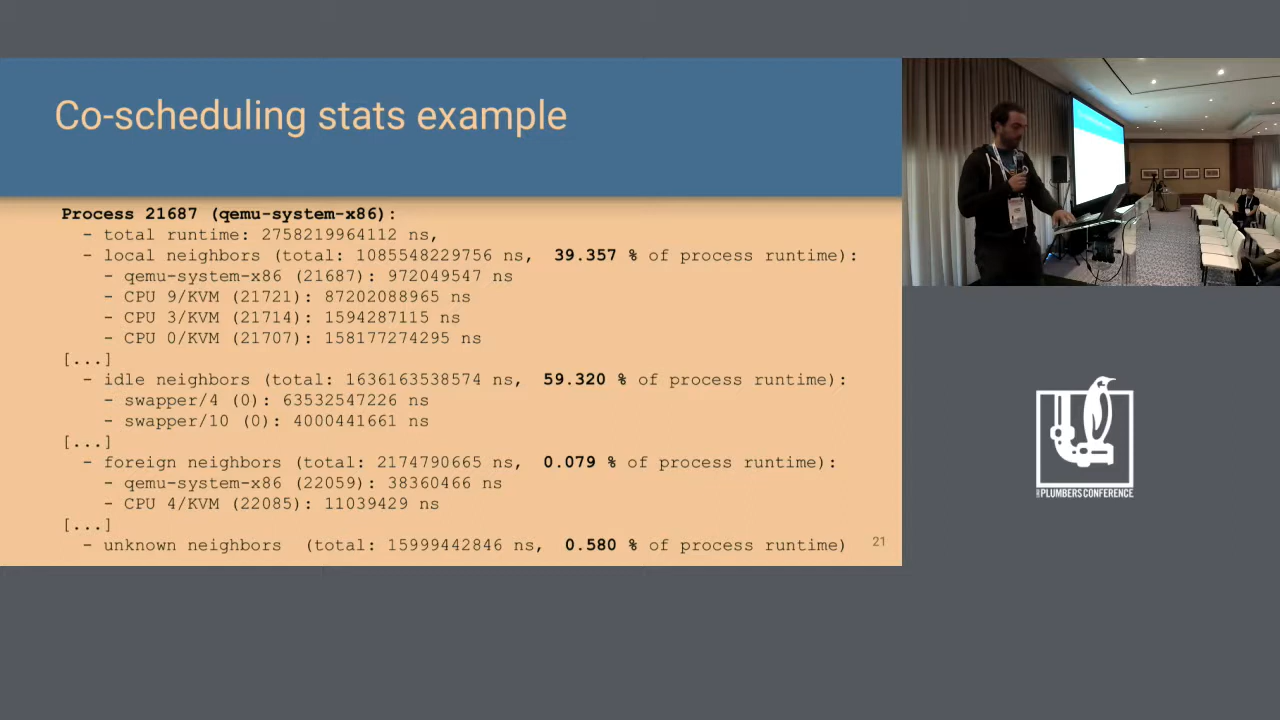 Co-scheduling stats example
Process 21687 (qemu-system-x86):
- total runtime: 2758219964112 ns,
- local neighbors (total: 1085548229756 ns, 39.357 % of process runtime):
- qemu-system-x86 (21687): 972049547 ns
- CPU 9/KVM (21721): 87202088965 ns
- CPU 3/KVM (21714): 1594287115 ns
- CPU 0/KVM (21707): 158177274295 ns
[...]
- idle neighbors (total: 1636163538574 ns, 59.320 % of process runtime):
- swapper/4 (0): 63532547226 ns
- swapper/10 (0): 4000441661 ns
[...]
- foreign neighbors (total: 2174790665 ns, 0.079 % of process runtime):
- qemu-system-x86 (22059): 38360466 ns
- CPU 4/KVM (22085): 11039429 ns
[...]
- unknown neighbors (total: 15999442846 ns, 0.580 % of process runtime)
21
PLUMBERS CONFERENCE